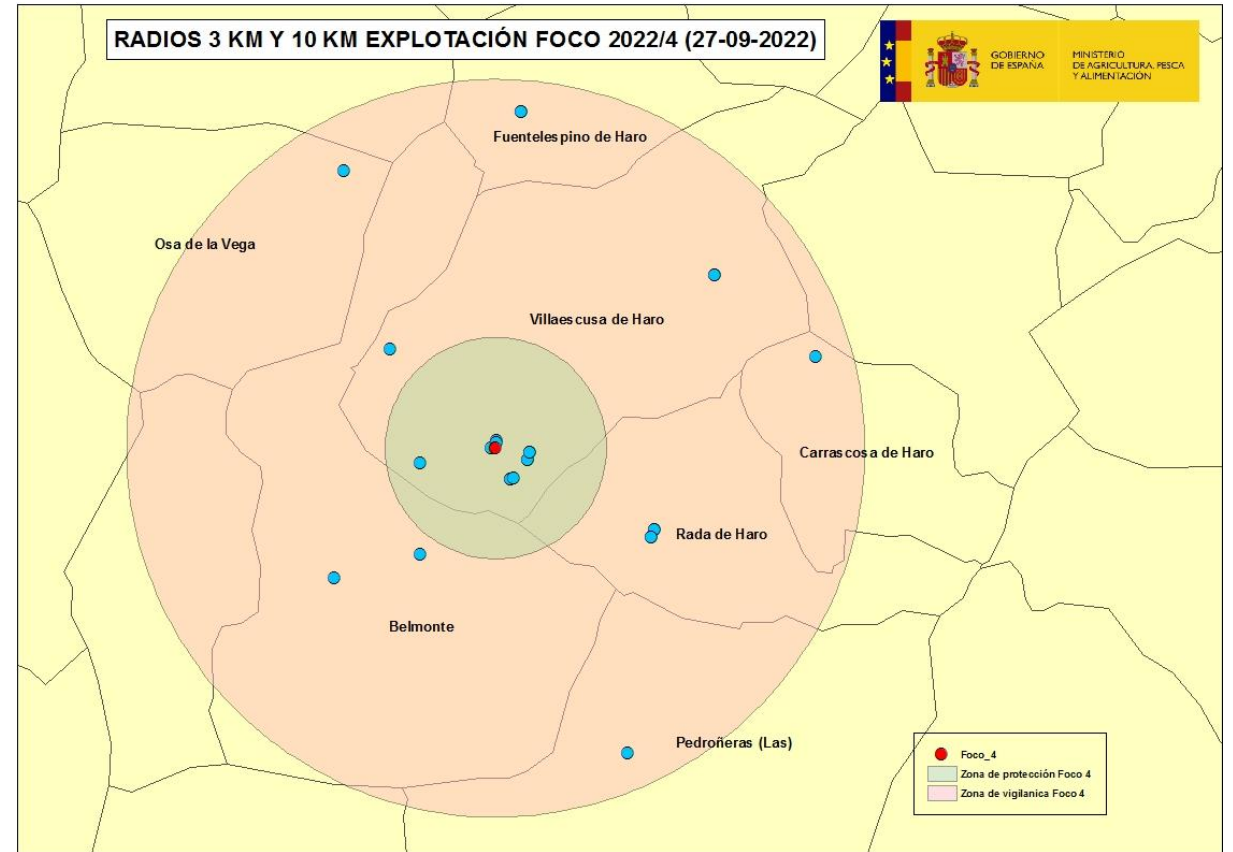 RADIOS 3 KM Y 10 KM EXPLOTACIÓN FOCO 2022/4 (27-09-2022)
GOBIERNO
DE ESPAÑA
MINISTERIO
DE AGRICULTURA, PESCA
Y ALIMENTACIÓN
Fuentelespino de Haro
Osa de la Vega
Villaescusa de Haro
Carrascosa de Haro
Rada de Haro
Belmonte
Pedroñeras (Las)
Foco_4
Zona de protección Foco 4
Zona de vigilanica Foco 4